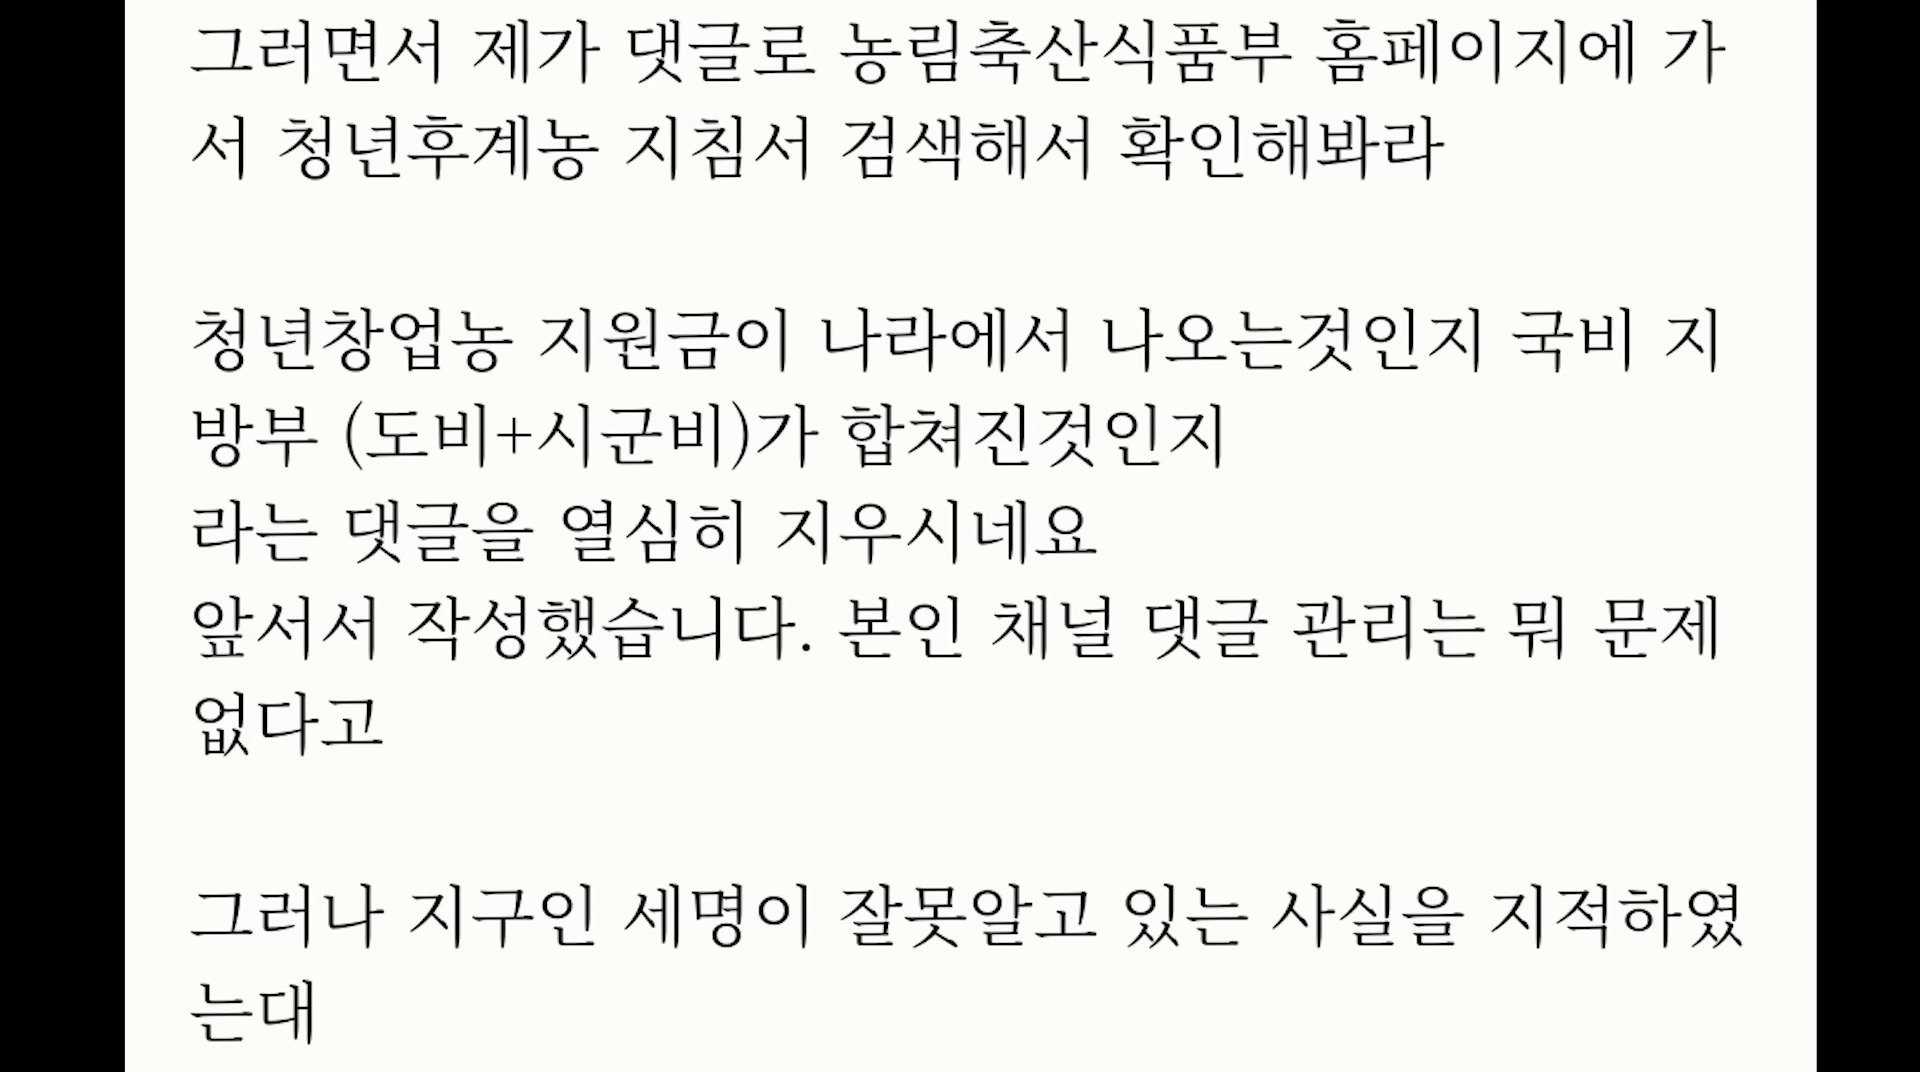 그러면서 제가 댓글로 농림축산식품부 홈페이지에 가
서 청년후계농 지침서 검색해서 확인해봐라
청년창업농 지원금이 나라에서 나오는것인지 국비 지
방부 (도비+시군비)가 합쳐진것인지
라는 댓글을 열심히 지우시네요
앞서서 작성했습니다. 본인 채널 댓글 관리는 뭐 문제
없다고
그러나 지구인 세명이 잘못알고 있는 사실을 지적하였
는대